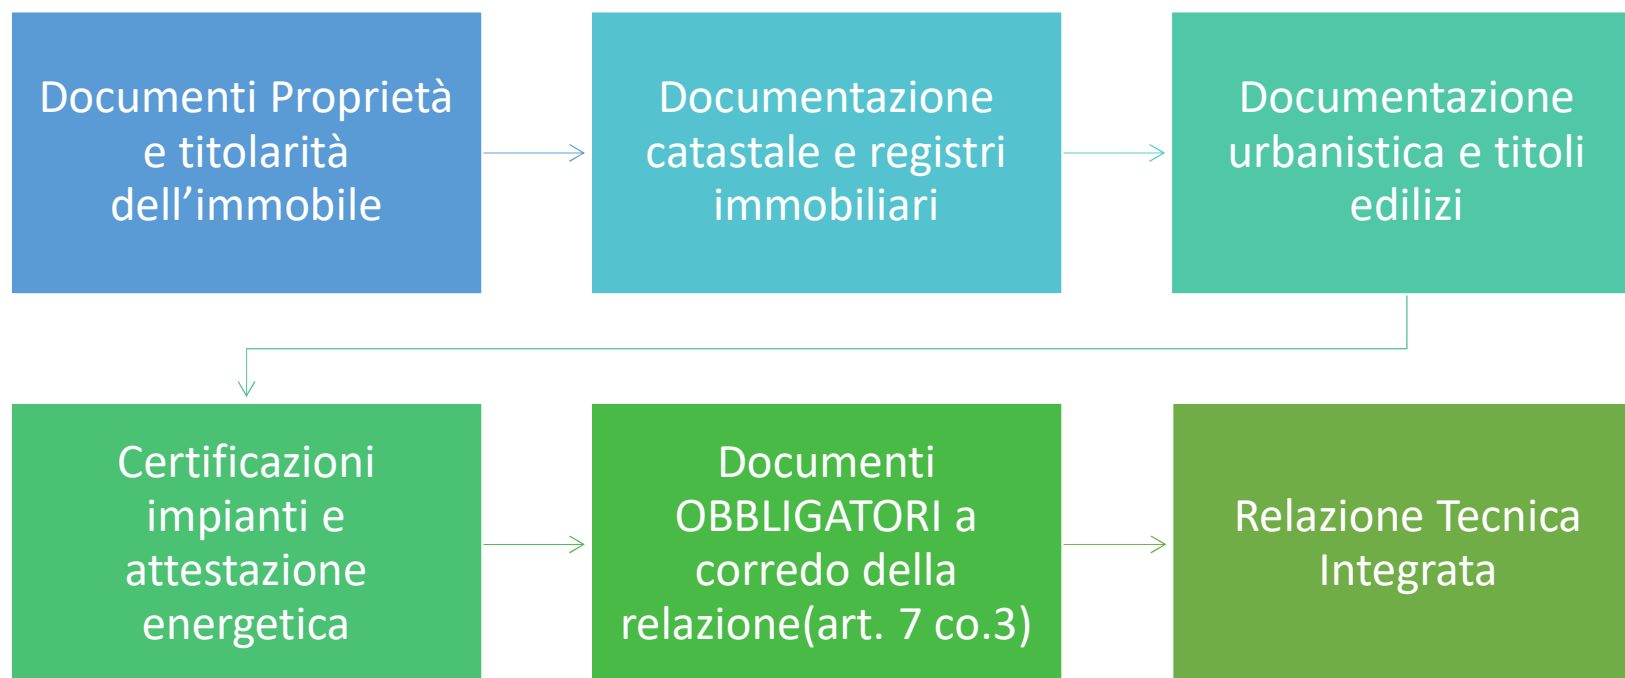 Documenti Proprietà
e titolarità
dell’immobile
Documentazione
catastale e registri
immobiliari
Documentazione
urbanistica e titoli
edilizi
Certificazioni
impianti e
attestazione
energetica
Documenti
OBBLIGATORI a
corredo della
relazione(art. 7 co.3)
Relazione Tecnica
Integrata